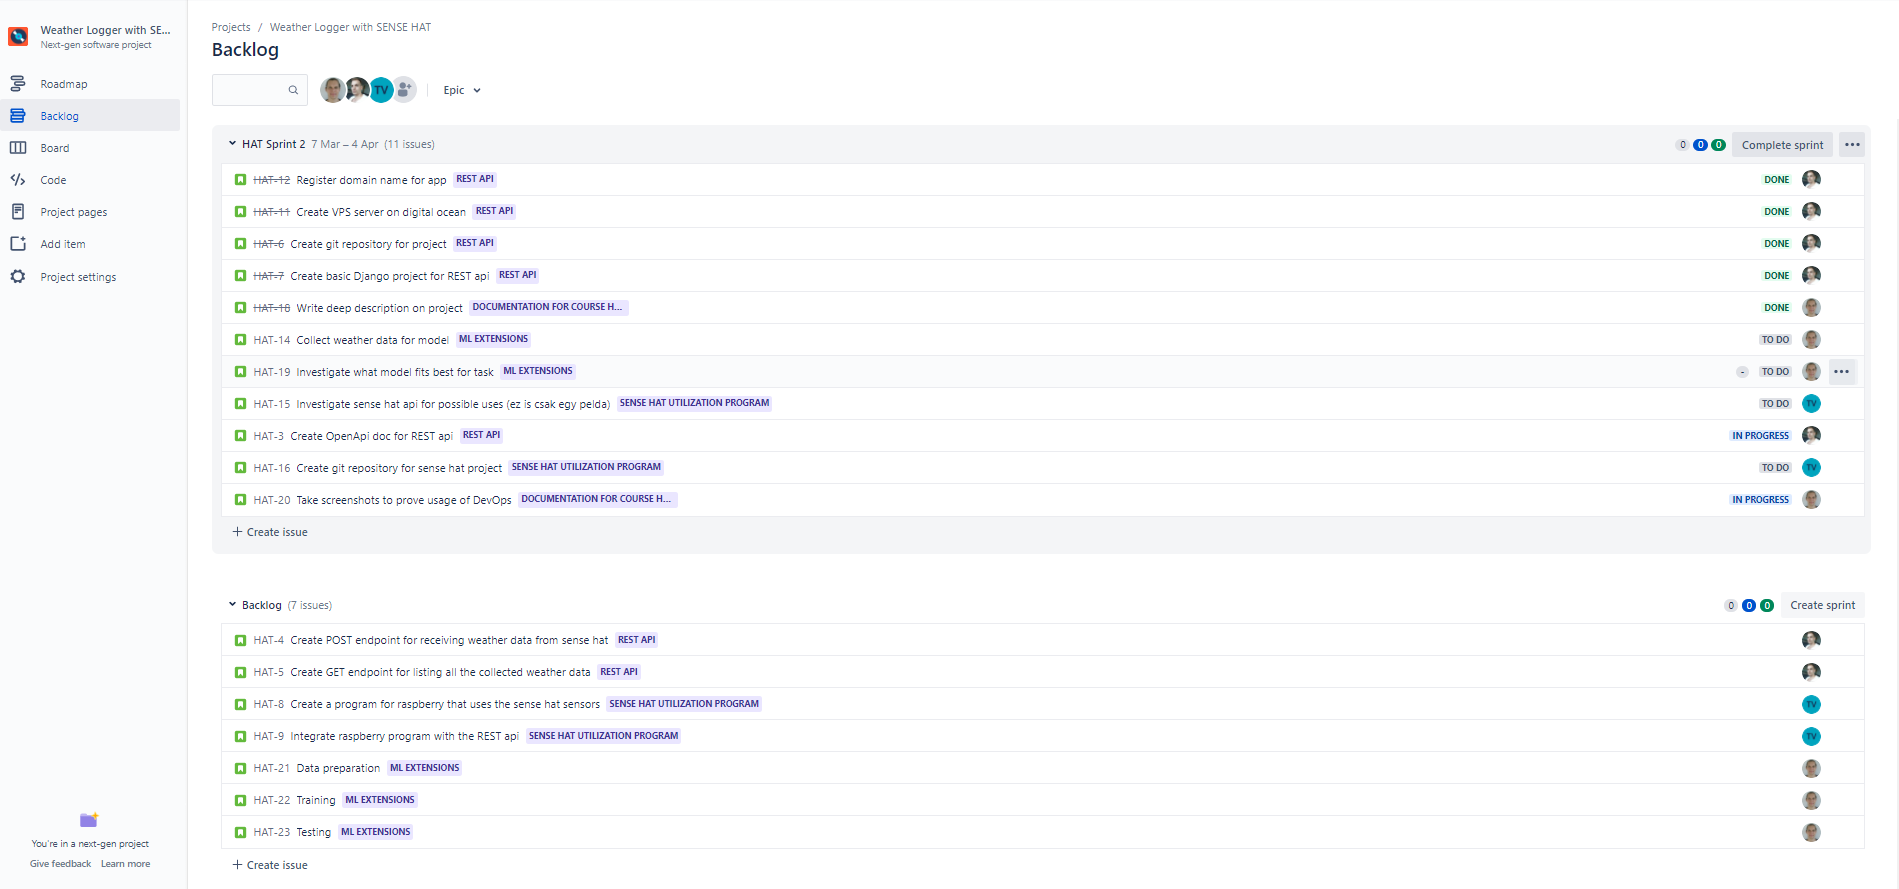 Weather Logger with SE...
Next-gen software project
Roadmap
Backlog
Board
Code
Project pages
Add item
Project settings
You're in a next-gen project
Give feedback Learn more
Projects / Weather Logger with SENSE HAT
Backlog
TV
Epic
HAT Sprint 2 7 Mar – 4 Apr (11 issues) 0 0 0 Complete sprint
HAT-12 Register domain name for app REST API DONE
HAT-11 Create VPS server on digital ocean REST API DONE
HAT-6 Create git repository for project REST API DONE
HAT-7 Create basic Django project for REST api REST API DONE
HAT-18 Write deep description on project DOCUMENTATION FOR COURSE H... DONE
HAT-14 Collect weather data for model ML EXTENSIONS TO DO
HAT-19 Investigate what model fits best for task ML EXTENSIONS - TO DO
HAT-15 Investigate sense hat api for possible uses (ez is csak egy pelda) SENSE HAT UTILIZATION PROGRAM TO DO TV
HAT-3 Create OpenApi doc for REST api REST API IN PROGRESS
HAT-16 Create git repository for sense hat project SENSE HAT UTILIZATION PROGRAM TO DO TV
HAT-20 Take screenshots to prove usage of DevOps DOCUMENTATION FOR COURSE H... IN PROGRESS
+ Create issue
Backlog (7 issues) 0 0 0 Create sprint
HAT-4 Create POST endpoint for receiving weather data from sense hat REST API
HAT-5 Create GET endpoint for listing all the collected weather data REST API
HAT-8 Create a program for raspberry that uses the sense hat sensors SENSE HAT UTILIZATION PROGRAM TV
HAT-9 Integrate raspberry program with the REST api SENSE HAT UTILIZATION PROGRAM TV
HAT-21 Data preparation ML EXTENSIONS
HAT-22 Training ML EXTENSIONS
HAT-23 Testing ML EXTENSIONS
+ Create issue